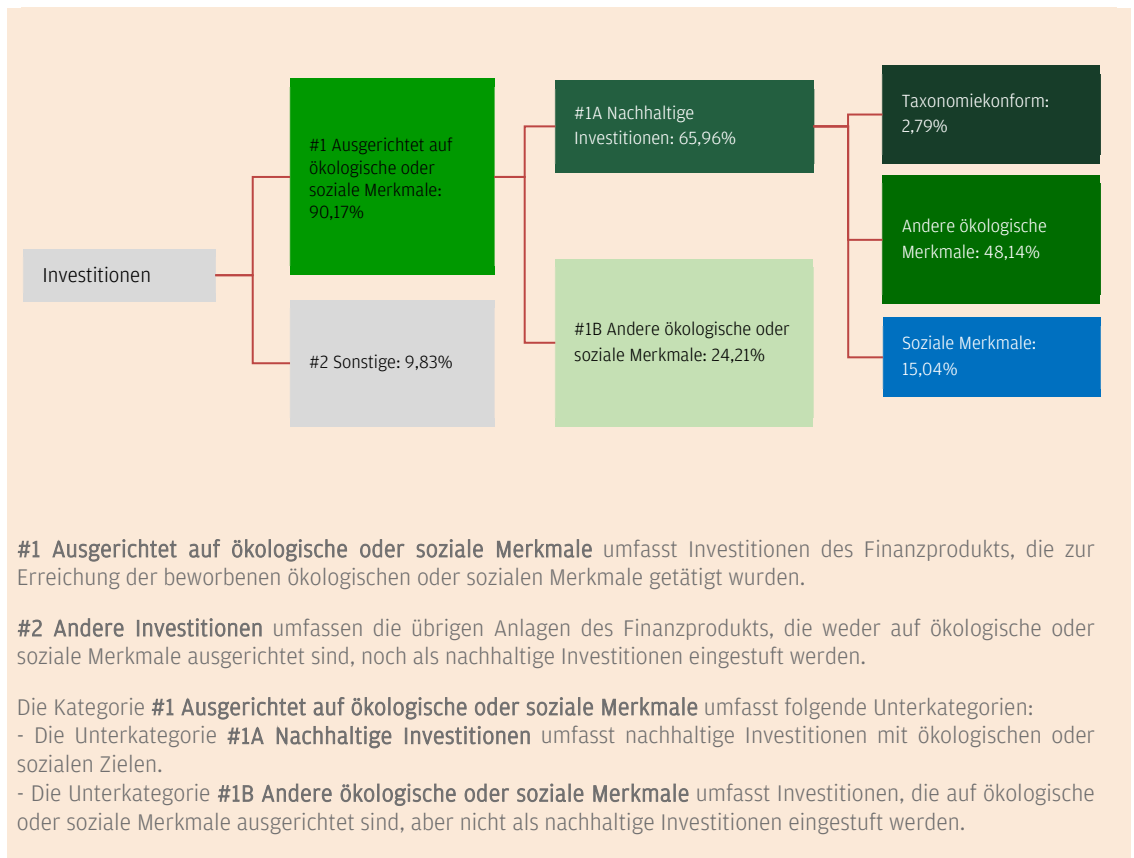 Investitionen
#1 Ausgerichtet auf
ökologische oder
soziale Merkmale:
90,17%
#2 Sonstige: 9,83%
#1A Nachhaltige
Investitionen: 65,96%
#1B Andere ökologische oder
soziale Merkmale: 24,21%
Taxonomiekonform:
2,79%
Andere ökologische
Merkmale: 48,14%
Soziale Merkmale:
15,04%
#1 Ausgerichtet auf ökologische oder soziale Merkmale umfasst Investitionen des Finanzprodukts, die zur
Erreichung der beworbenen ökologischen oder sozialen Merkmale getätigt wurden.
#2 Andere Investitionen umfassen die übrigen Anlagen des Finanzprodukts, die weder auf ökologische oder
soziale Merkmale ausgerichtet sind, noch als nachhaltige Investitionen eingestuft werden.
Die Kategorie #1 Ausgerichtet auf ökologische oder soziale Merkmale umfasst folgende Unterkategorien:
- Die Unterkategorie #1A Nachhaltige Investitionen umfasst nachhaltige Investitionen mit ökologischen oder
sozialen Zielen.
- Die Unterkategorie #1B Andere ökologische oder soziale Merkmale umfasst Investitionen, die auf ökologische
oder soziale Merkmale ausgerichtet sind, aber nicht als nachhaltige Investitionen eingestuft werden.